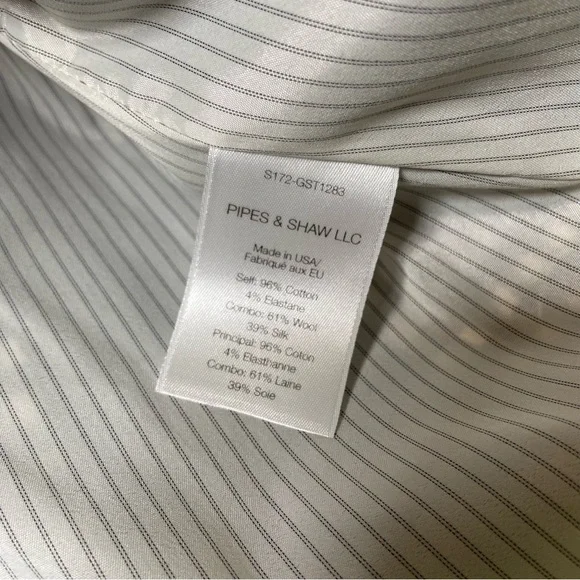 S172-GST1283
PIPES & SHAW LLC
Made in USA/
Fabriqué aux EU
Self: 96% Cotton
4% Elastane
Combo: 61% Wool
39% Silk
Principal: 96% Coton
4% Elasthanne
Combo: 61% Laine
39% Soie